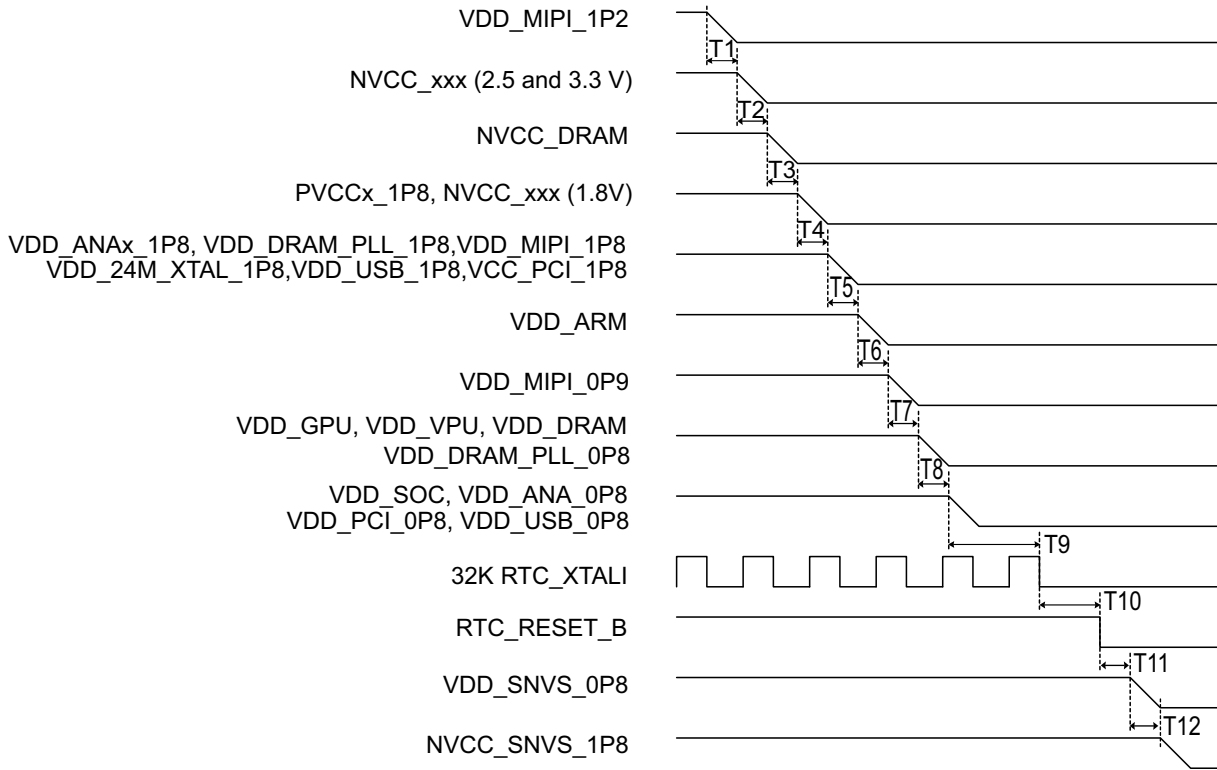 VDD_MIPI_1P2
T1
NVCC_xxx (2.5 and 3.3 V)
T2
NVCC_DRAM
T3
PVCCx_1P8, NVCC_xxx (1.8V)
T4
VDD_ANAx_1P8, VDD_DRAM_PLL_1P8,VDD_MIPI_1P8
VDD_24M_XTAL_1P8,VDD_USB_1P8,VCC_PCI_1P8
T5
VDD_ARM
T6
VDD_MIPI_0P9
T7
VDD_GPU, VDD_VPU, VDD_DRAM
VDD_DRAM_PLL_0P8
T8
VDD_SOC, VDD_ANA_0P8
VDD_PCI_0P8, VDD_USB_0P8
T9
32K RTC_XTALI
T10
RTC_RESET_B
T11
VDD_SNVS_0P8
T12
NVCC_SNVS_1P8